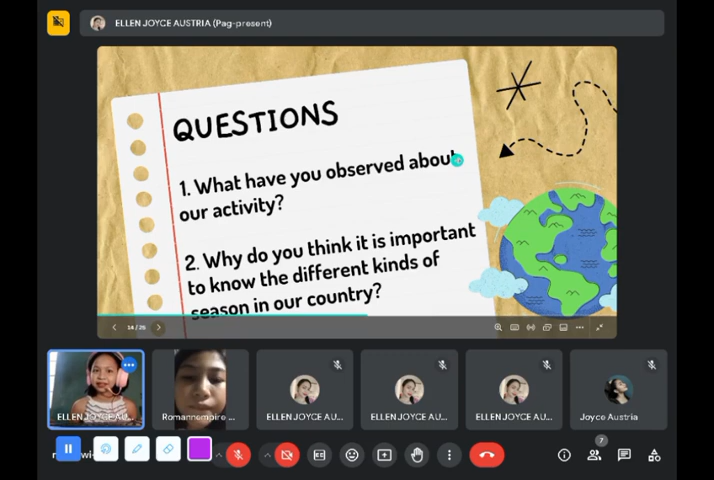 ELLEN JOYCE AUSTRIA (Pag-present)
QUESTIONS
1. What have you observed about
our activity?
2. Why do you think it is important
to know the different kinds of
season in our country?
14 / 25
ELLEN JOYCE AU...
Romannempire ...
ELLEN JOYCE AU...
ELLEN JOYCE AU...
ELLEN JOYCE AU...
Joyce Austria
7